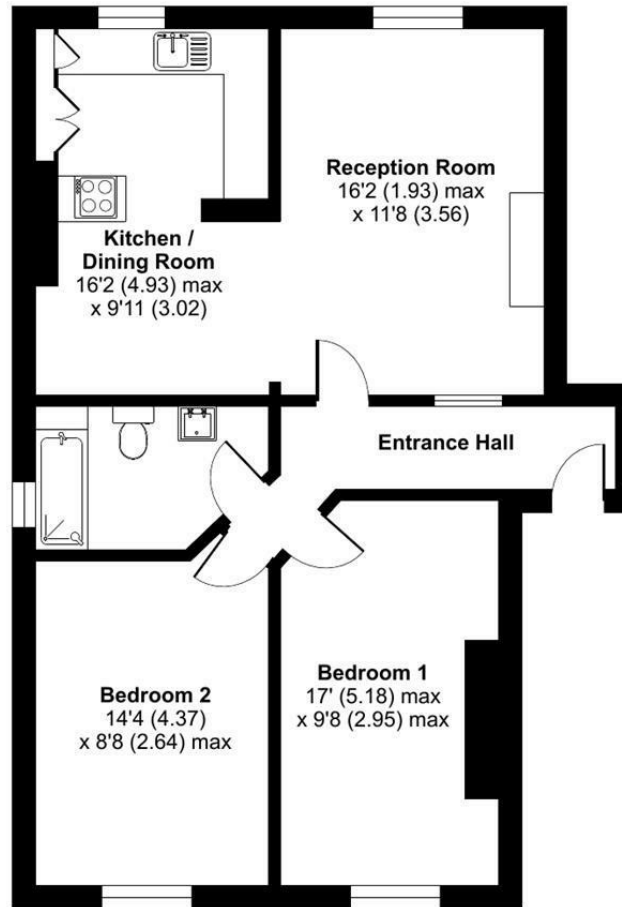 Reception Room
16'2 (1.93) max
x 11'8 (3.56)
Kitchen /
Dining Room
16'2 (4.93) max
x 9'11 (3.02)
Entrance Hall
Bedroom 2
14'4 (4.37)
x 8'8 (2.64) max
Bedroom 1
17' (5.18) max
x 9'8 (2.95) max